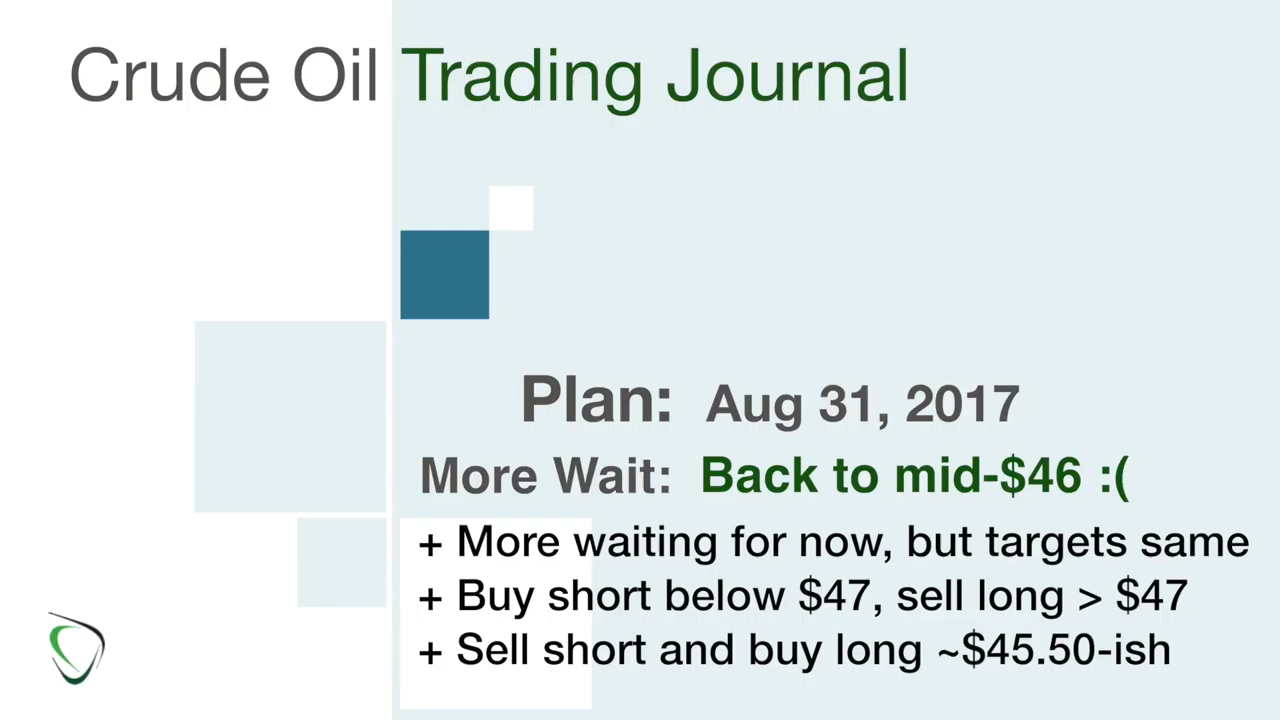 Crude Oil Trading Journal
Plan: Aug 31, 2017
More Wait: Back to mid-$46 :(
+ More waiting for now, but targets same
+ Buy short below $47, sell long > $47
+ Sell short and buy long ~$45.50-ish